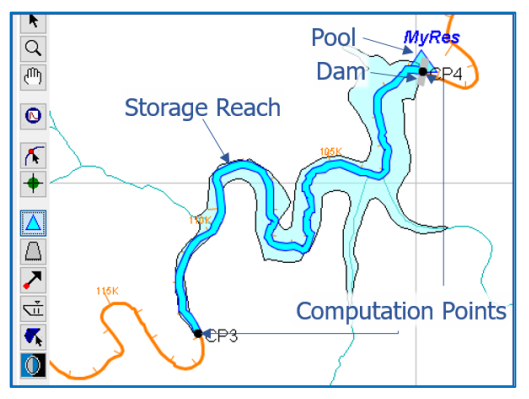 Pool
MyRes
Dam
CP4
Storage Reach
105K
110K
115K
Computation Points
CP3